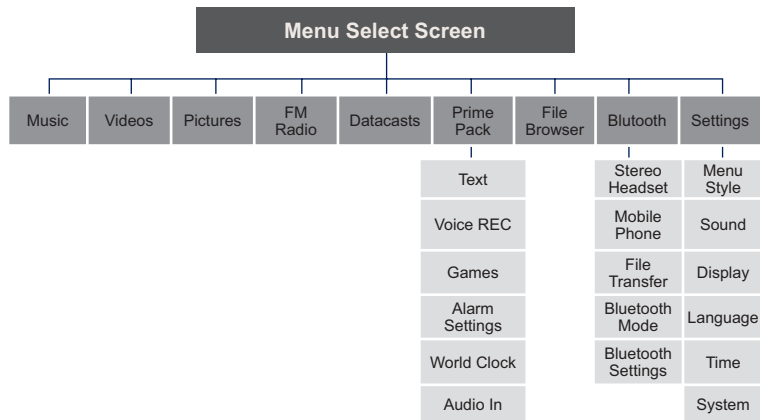 Menu Select Screen
Music
Videos
Pictures
FM
Radio
Datacasts
Prime
Pack
File
Browser
Blutooth
Settings
Text
Voice REC
Games
Alarm
Settings
World Clock
Audio In
Stereo
Headset
Mobile
Phone
File
Transfer
Bluetooth
Mode
Bluetooth
Settings
Menu
Style
Sound
Display
Language
Time
System